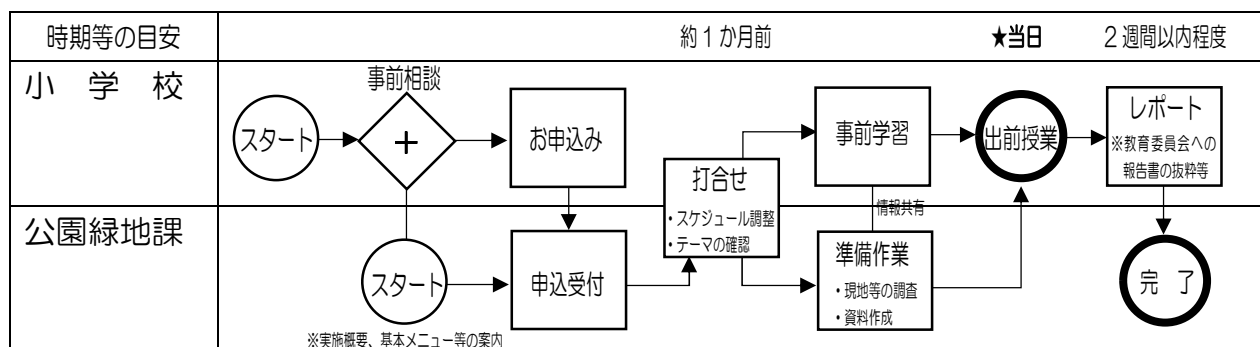 時期等の目安
約１か月前
★当日
２週間以内程度
小 学 校
事前相談
スタート
+
お申込み
打合せ
・スケジュール調整
・テーマの確認
事前学習
出前授業
レポート
※教育委員会への
報告書の抜粋等
情報共有
公園緑地課
スタート
※実施概要、基本メニュー等の案内
申込受付
準備作業
・現地等の調査
・資料作成
完 了